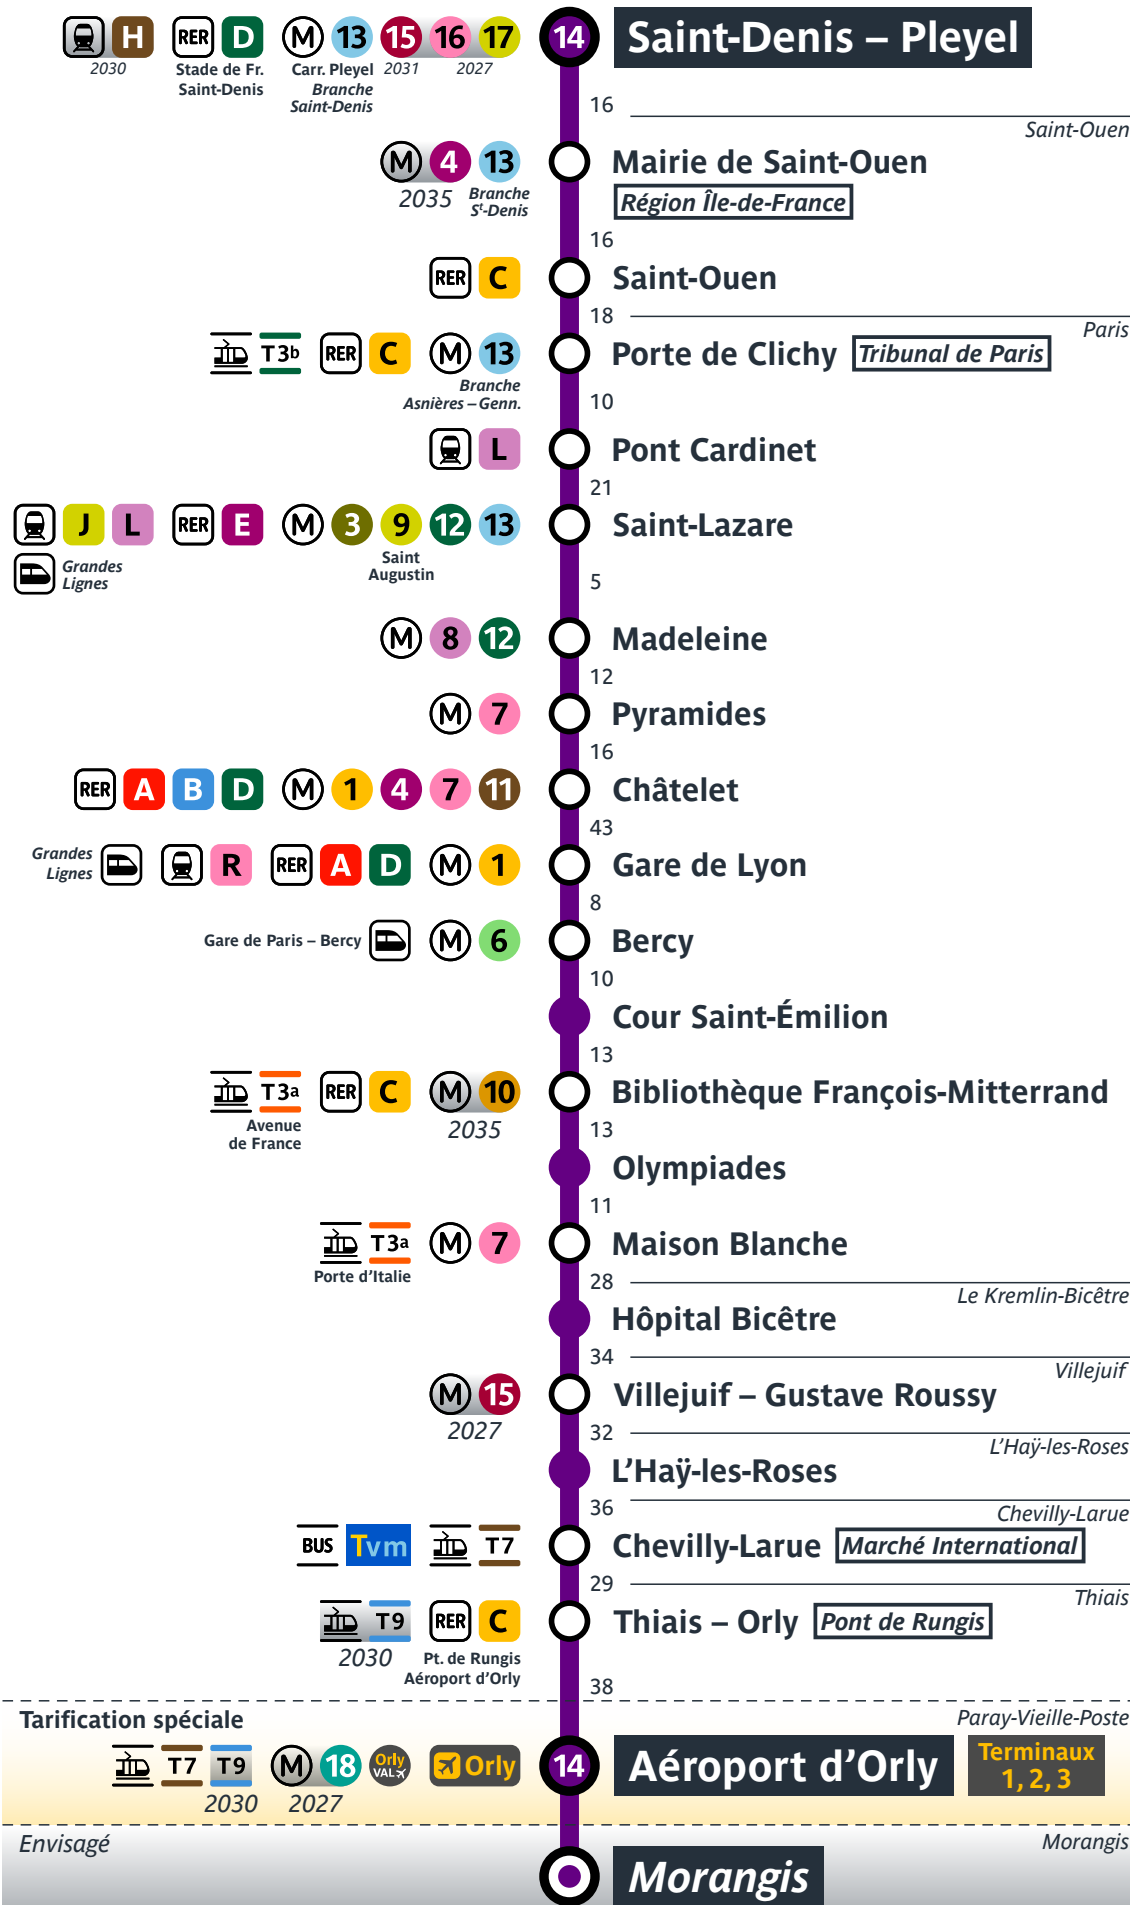 H RER D M 13 15 16 17 14 Saint-Denis – Pleyel
2030 Stade de Fr. Carr. Pleyel 2031 2027
Saint-Denis Branche
Saint-Denis
16
Saint-Ouen
M 4 13 Mairie de Saint-Ouen
2035 Branche Région Île-de-France
Sᵗ-Denis
16
RER C Saint-Ouen
18
Paris
T3b RER C M 13 Porte de Clichy Tribunal de Paris
Branche
Asnières – Genn.
10
L Pont Cardinet
21
J L RER E M 3 9 12 13 Saint-Lazare
Saint
Augustin
Grandes
Lignes
5
M 8 12 Madeleine
12
M 7 Pyramides
16
RER A B D M 1 4 7 11 Châtelet
43
Grandes
Lignes
R RER A D M 1 Gare de Lyon
8
Gare de Paris – Bercy M 6 Bercy
10
Cour Saint-Émilion
13
T3a RER C M 10 Bibliothèque François-Mitterrand
Avenue 2035
de France
13
Olympiades
11
T3a M 7 Maison Blanche
Porte d'Italie
28
Le Kremlin-Bicêtre
Hôpital Bicêtre
34
Villejuif
M 15 Villejuif – Gustave Roussy
2027
32
L'Haÿ-les-Roses
L'Haÿ-les-Roses
36
Chevilly-Larue
BUS Tvm T7 Chevilly-Larue Marché International
29
Thiais
T9 RER C Thiais – Orly Pont de Rungis
2030 Pt. de Rungis
Aéroport d'Orly
38
Tarification spéciale Paray-Vieille-Poste
T7 T9 M 18 Orly VAL Orly 14 Aéroport d'Orly
2030 2027
Terminaux
1, 2, 3
Envisagé Morangis
Morangis